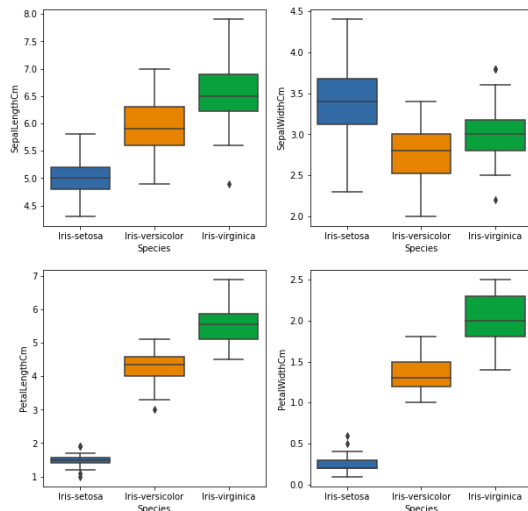 SepalLengthCm
8.0
7.5
7.0
6.5
6.0
5.5
5.0
4.5
Iris-setosa Iris-versicolor Iris-virginica
Species
SepalWidthCm
4.5
4.0
3.5
3.0
2.5
2.0
Iris-setosa Iris-versicolor Iris-virginica
Species
PetalLengthCm
7
6
5
4
3
2
1
Iris-setosa Iris-versicolor Iris-virginica
Species
PetalWidthCm
2.5
2.0
1.5
1.0
0.5
0.0
Iris-setosa Iris-versicolor Iris-virginica
Species